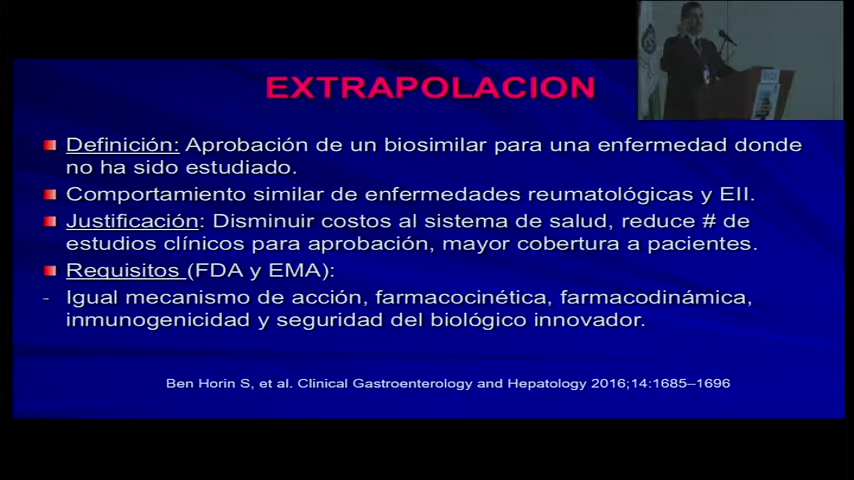 EXTRAPOLACION
Definición: Aprobación de un biosimilar para una enfermedad donde
no ha sido estudiado.
Comportamiento similar de enfermedades reumatológicas y EII.
Justificación: Disminuir costos al sistema de salud, reduce # de
estudios clínicos para aprobación, mayor cobertura a pacientes.
Requisitos (FDA y EMA):
- Igual mecanismo de acción, farmacocinética, farmacodinámica,
inmunogenicidad y seguridad del biológico innovador.
Ben Horin S, et al. Clinical Gastroenterology and Hepatology 2016;14:1685–1696